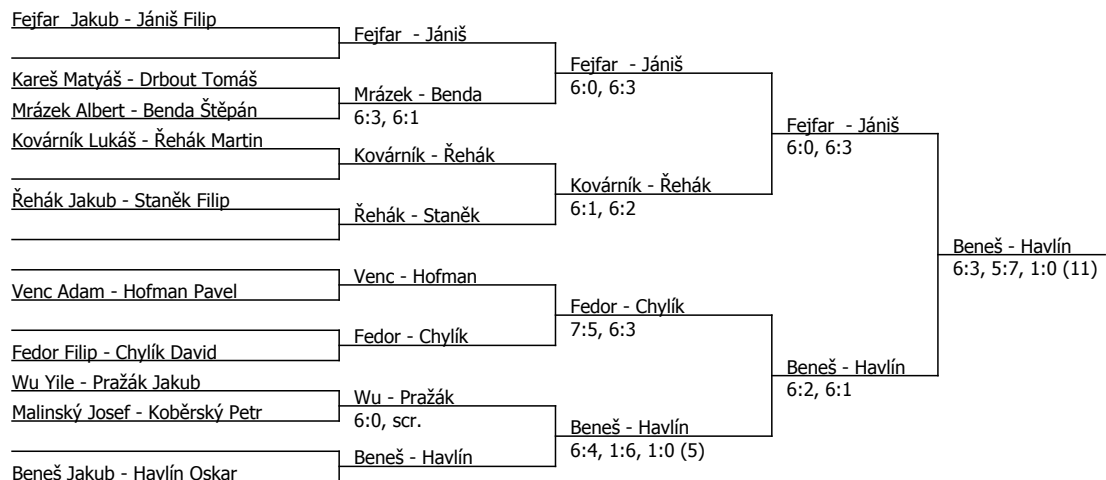 Fejfar  Jakub - Jániš Filip
Fejfar  - Jániš
Kareš Matyáš - Drbout Tomáš
Fejfar  - Jániš
6:0, 6:3
Mrázek Albert - Benda Štěpán
Mrázek - Benda
6:3, 6:1
Fejfar  - Jániš
6:0, 6:3
Kovárník Lukáš - Řehák Martin
Kovárník - Řehák
Řehák Jakub - Staněk Filip
Kovárník - Řehák
6:1, 6:2
Řehák - Staněk
Beneš - Havlín
6:3, 5:7, 1:0 (11)
Venc Adam - Hofman Pavel
Venc - Hofman
Fedor - Chylík
7:5, 6:3
Fedor Filip - Chylík David
Fedor - Chylík
Beneš - Havlín
6:2, 6:1
Wu Yile - Pražák Jakub
Malinský Josef - Koběrský Petr
Wu - Pražák
6:0, scr.
Beneš - Havlín
6:4, 1:6, 1:0 (5)
Beneš - Havlín
Beneš Jakub - Havlín Oskar